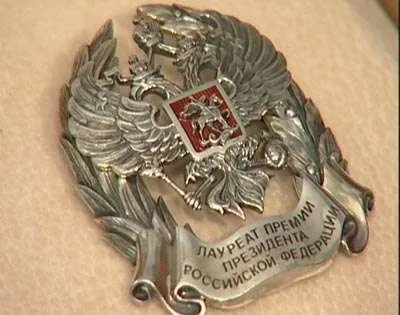 ЛАУРЕАТ ПРЕМИИ
ПРЕЗИДЕНТА
РОССИЙСКОЙ ФЕДЕРАЦИИ